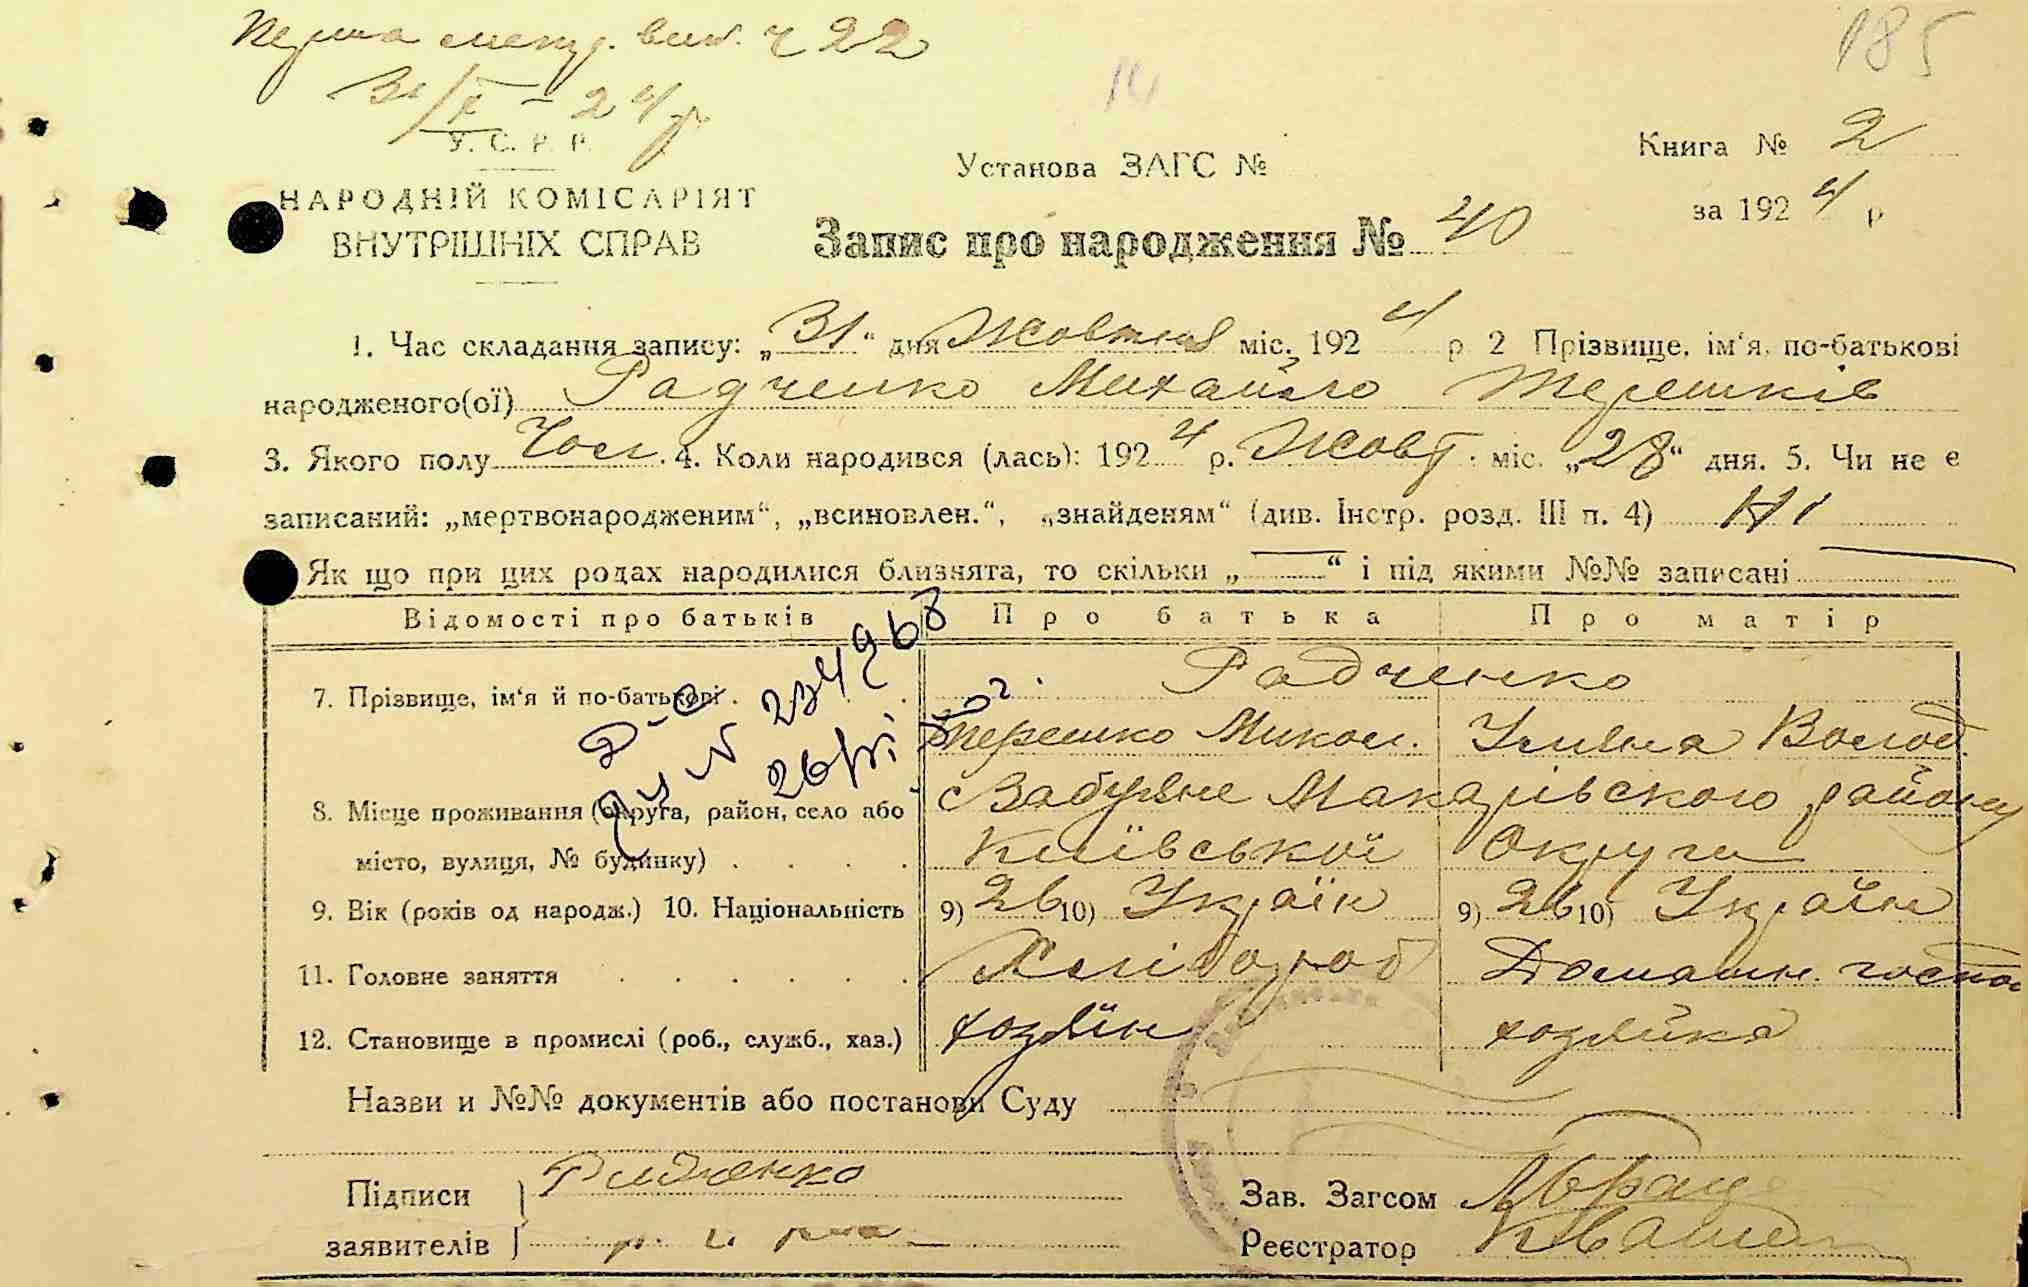 185
У. С. Р. Р.
НАРОДНІЙ КОМІСАРІЯТ
ВНУТРІШНІХ СПРАВ
Установа ЗАГС №
Книга № 2
за 1924 р
Запис про народження № 40
1. Час складання запису: „31“ дня Жовтня міс. 1924 р 2 Прізвище, ім‘я, по-батькові
народженого(ої) Радченко Михайло Терешків
3. Якого полу Чол. 4. Коли народився (лась): 1924 р. Жовт. міс. „28“ дня. 5. Чи не є
записаний: „мертвонародженим“, „всиновлен.“, „знайденям“ (див. Інстр. розд. III п. 4) Ні
Як що при цих родах народилися близнята, то скільки „—“ і під якими №№ записані —
Відомості про батьків Про батька Про матір
7. Прізвище, ім‘я й по-батькові . Радченко
Терешко Микол. Уляна Волод.
8. Місце проживання (округа, район, село або
місто, вулиця, № будинку) . . . .
с Забуяне Макарівського району
Київської Округи
9. Вік (років од народж.) 10. Національність 9) 26 10) Україн 9) 26 10) Україн
11. Головне заняття . . . . . . Хлібороб Домашн. госпо
12. Становище в промислі (роб., служб., хаз.) хозяїн хозяйка
Назви и №№ документів або постанови Суду
Підписи заявителів } Радченко
Зав. Загсом
Реєстратор